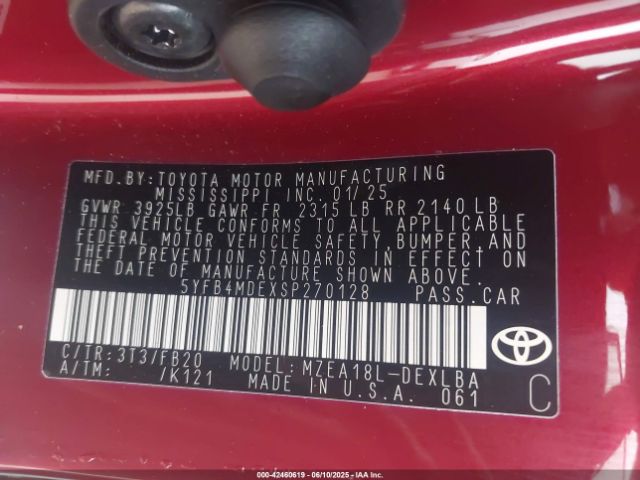 MFD. BY: TOYOTA MOTOR MANUFACTURING
MISSISSIPPI INC. 01/25
GVWR 3925LB GAWR FR 2315 LB RR 2140 LB
THIS VEHICLE CONFORMS TO ALL APPLICABLE
FEDERAL MOTOR VEHICLE SAFETY, BUMPER, AND
THEFT PREVENTION STANDARDS IN EFFECT ON
THE DATE OF MANUFACTURE SHOWN ABOVE.
5YFB4MDEXSP270128 PASS. CAR
C/TR: 3T3/FB20 MODEL: MZEA18L-DEXLBA
A/TM: /K121 MADE IN U.S.A. 061
TOYOTA
C
000-42460619 - 06/10/2025 - IAAI.COM